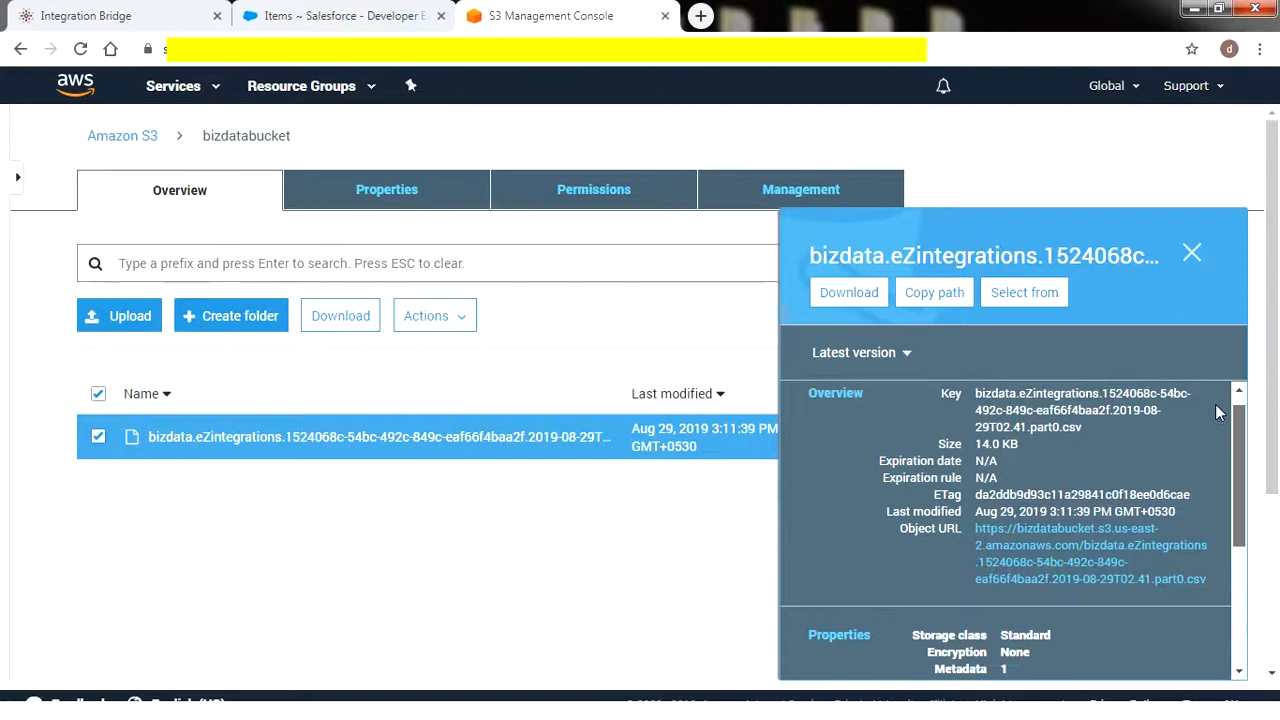 Integration Bridge
Items ~ Salesforce - Developer E
S3 Management Console
d
aws
Services
Resource Groups
Global
Support
Amazon S3
bizdatabucket
Overview
Properties
Permissions
Management
Type a prefix and press Enter to search. Press ESC to clear.
Upload
Create folder
Download
Actions
Name
Last modified
bizdata.eZintegrations.1524068c-54bc-492c-849c-eaf66f4baa2f.2019-08-29T...
Aug 29, 2019 3:11:39 PM
GMT+0530
bizdata.eZintegrations.1524068c...
Download
Copy path
Select from
Latest version
Overview
Key
bizdata.eZintegrations.1524068c-54bc-
492c-849c-eaf66f4baa2f.2019-08-
29T02.41.part0.csv
Size 14.0 KB
Expiration date N/A
Expiration rule N/A
ETag da2ddb9d93c11a29841c0f18ee0d6cae
Last modified Aug 29, 2019 3:11:39 PM GMT+0530
Object URL https://bizdatabucket.s3.us-east-
2.amazonaws.com/bizdata.eZintegrations
.1524068c-54bc-492c-849c-
eaf66f4baa2f.2019-08-29T02.41.part0.csv
Properties
Storage class Standard
Encryption None
Metadata 1